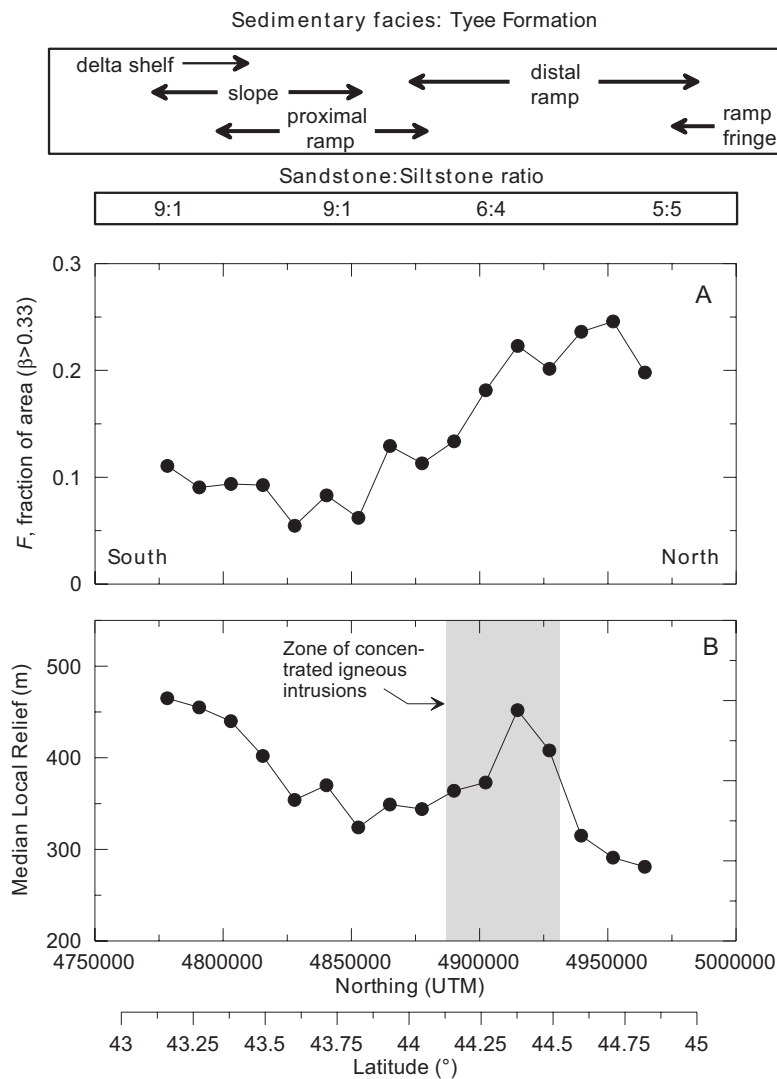 Sedimentary facies: Tyee Formation
delta shelf
slope
proximal
ramp
distal
ramp
ramp
fringe
Sandstone:Siltstone ratio
9:1 9:1 6:4 5:5
A
F, fraction of area (β>0.33)
0.3
0.2
0.1
0
South North
B
Zone of concen-
trated igneous
intrusions
Median Local Relief (m)
500
400
300
200
4750000 4800000 4850000 4900000 4950000 5000000
Northing (UTM)
43 43.25 43.5 43.75 44 44.25 44.5 44.75 45
Latitude (°)